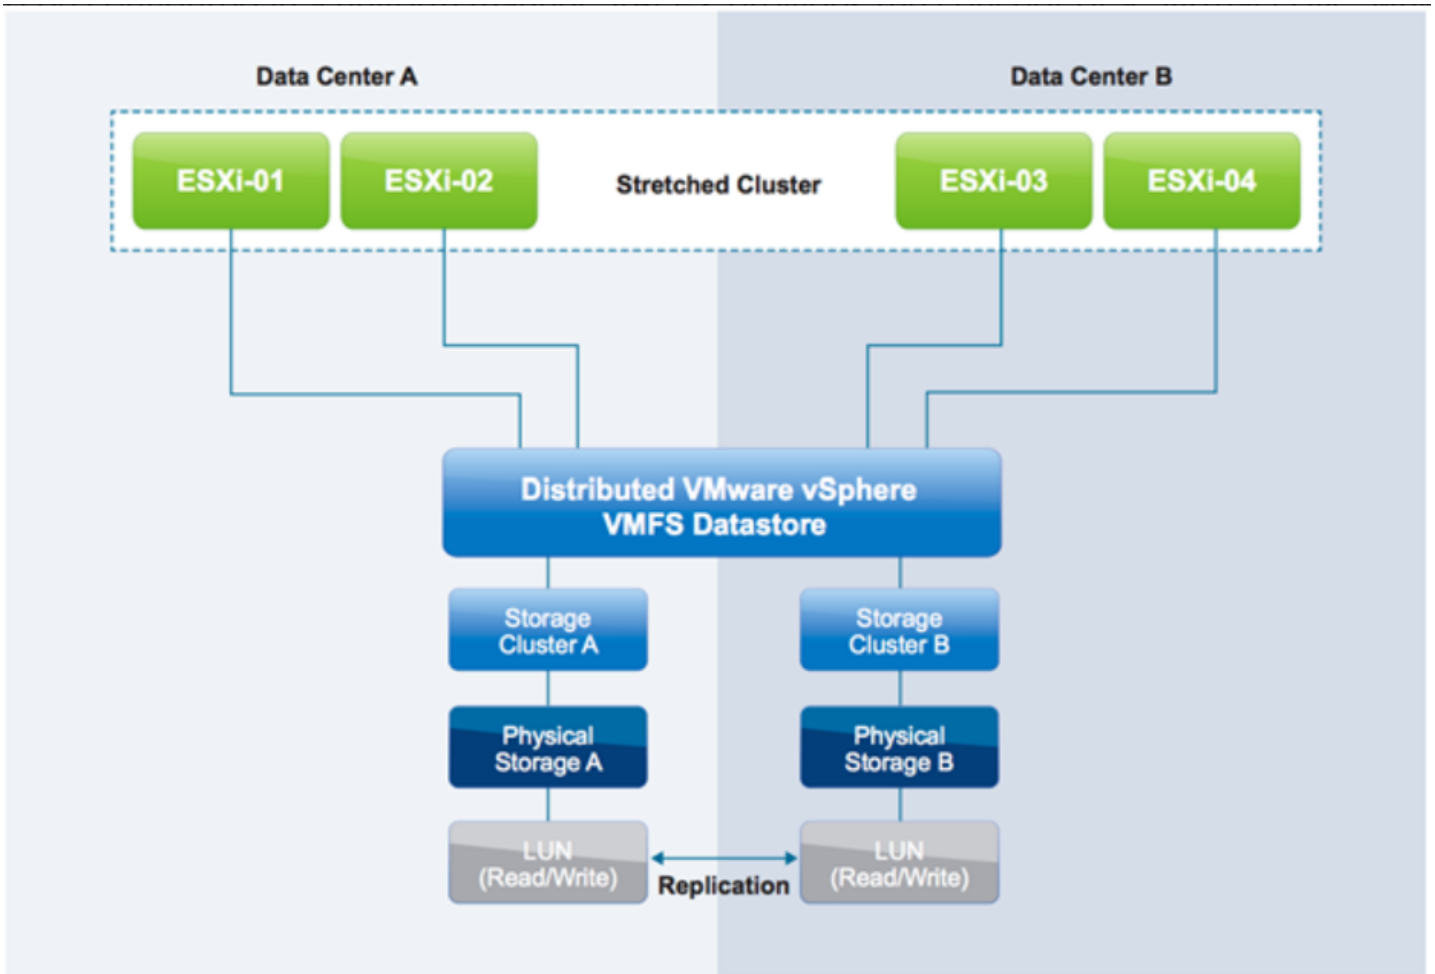 Data Center A
Data Center B
ESXi-01
ESXi-02
Stretched Cluster
ESXi-03
ESXi-04
Distributed VMware vSphere
VMFS Datastore
Storage
Cluster A
Storage
Cluster B
Physical
Storage A
Physical
Storage B
LUN
(Read/Write)
Replication
LUN
(Read/Write)